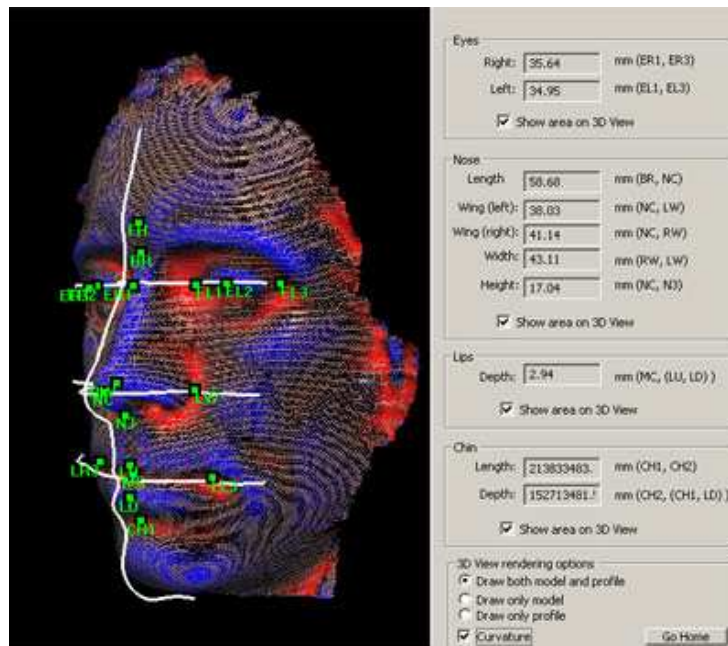 Eyes
Right: 35.64 mm (ER1, ER3)
Left: 34.95 mm (EL1, EL3)
Show area on 3D View
Nose
Length 58.68 mm (BR, NC)
Wing (left): 38.03 mm (NC, LW)
Wing (right): 41.14 mm (NC, RW)
Width: 43.11 mm (RW, LW)
Height: 17.04 mm (NC, N3)
Show area on 3D View
Lips
Depth: 2.94 mm (MC, (LU, LD) )
Show area on 3D View
Chin
Length: 213833483. mm (CH1, CH2)
Depth: 152713481. mm (CH2, (CH1, LD) )
Show area on 3D View
3D View rendering options
Draw both model and profile
Draw only model
Draw only profile
Curvature Go Home
EL2
NC
LD